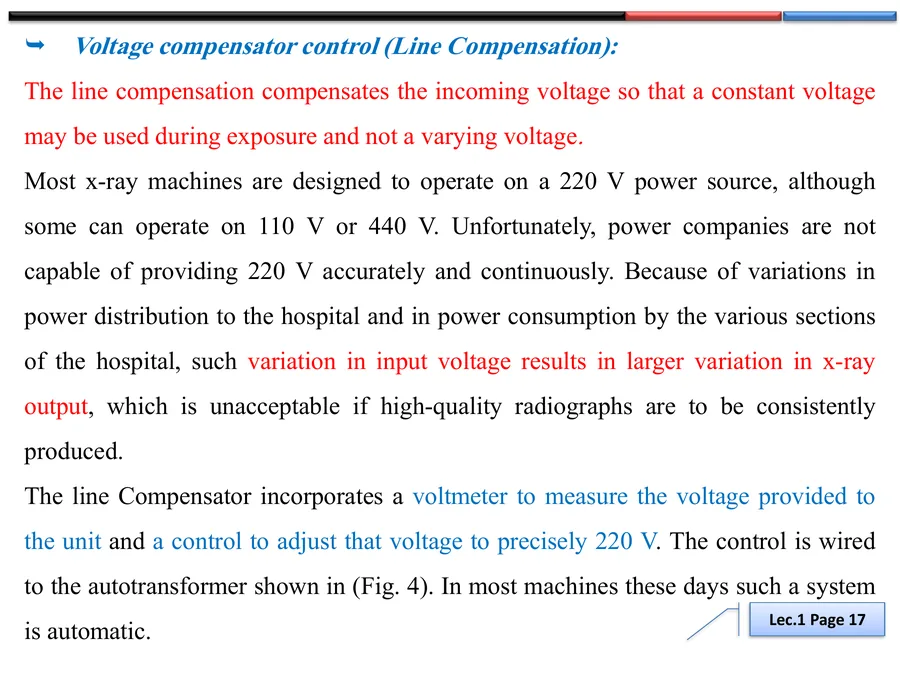 ➥ Voltage compensator control (Line Compensation):
The line compensation compensates the incoming voltage so that a constant voltage
may be used during exposure and not a varying voltage.
Most x-ray machines are designed to operate on a 220 V power source, although
some can operate on 110 V or 440 V. Unfortunately, power companies are not
capable of providing 220 V accurately and continuously. Because of variations in
power distribution to the hospital and in power consumption by the various sections
of the hospital, such variation in input voltage results in larger variation in x-ray
output, which is unacceptable if high-quality radiographs are to be consistently
produced.
The line Compensator incorporates a voltmeter to measure the voltage provided to
the unit and a control to adjust that voltage to precisely 220 V. The control is wired
to the autotransformer shown in (Fig. 4). In most machines these days such a system
is automatic.
Lec.1 Page 17